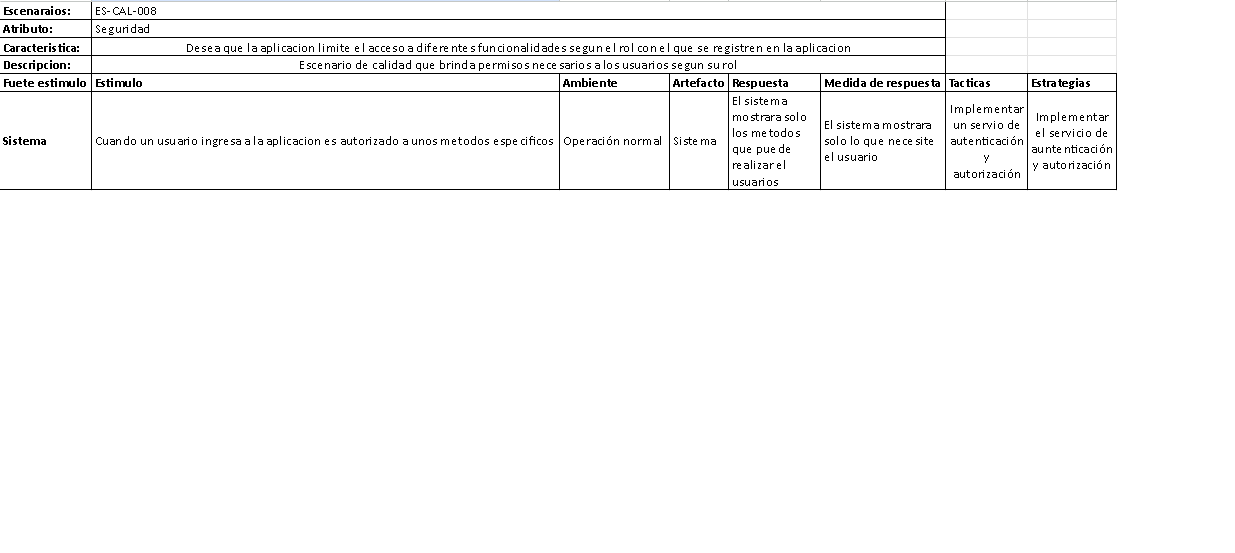 Escenaraios: ES-CAL-008
Atributo: Seguridad
Caracteristica: Desea que la aplicacion limite el acceso a diferentes funcionalidades segun el rol con el que se registren en la aplicacion
Descripcion: Escenario de calidad que brinda permisos necesarios a los usuarios segun su rol
Fuete estimulo Estimulo Ambiente Artefacto Respuesta Medida de respuesta Tacticas Estrategias
Sistema
Cuando un usuario ingresa a la aplicacion es autorizado a unos metodos especificos
Operación normal
Sistema
El sistema
mostrara solo
los metodos
que puede
realizar el
usuarios
El sistema mostrara
solo lo que necesite
el usuario
Implementar
un servio de
autenticación
y
autorización
Implementar
el servicio de
auntenticación
y autorización